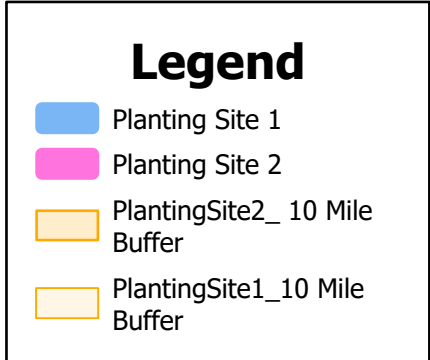 Legend
Planting Site 1
Planting Site 2
PlantingSite2_ 10 Mile
Buffer
PlantingSite1_10 Mile
Buffer